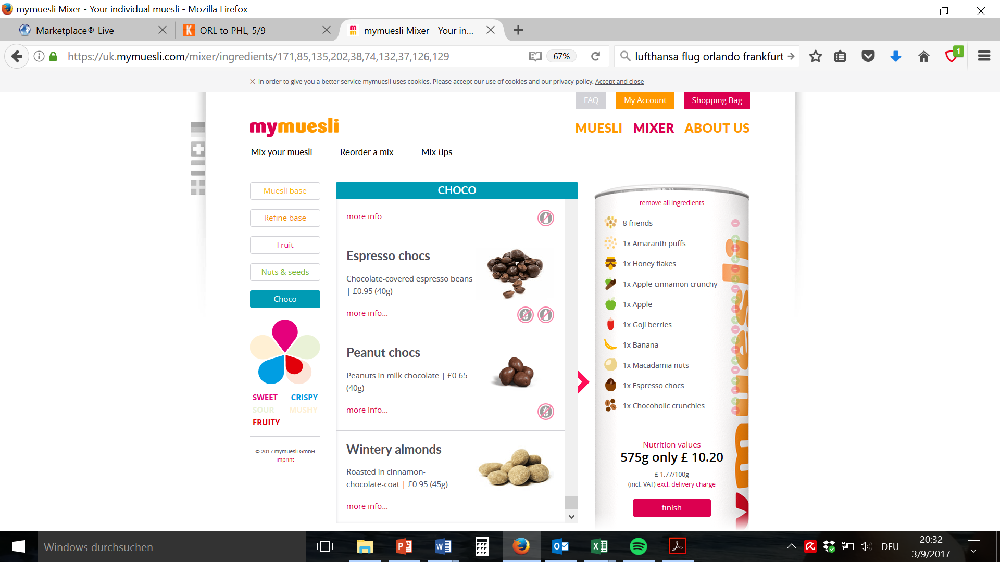 mymuesli Mixer - Your individual muesli - Mozilla Firefox
Marketplace® Live
ORL to PHL, 5/9
mymuesli Mixer - Your in...
https://uk.mymuesli.com/mixer/ingredients/171,85,135,202,38,74,132,37,126,129
67%
lufthansa flug orlando frankfurt
1
In order to give you a better service mymuesli uses cookies. Please accept our use of cookies and our privacy policy. Accept and close
FAQ
My Account
Shopping Bag
mymuesli
MUESLI
MIXER
ABOUT US
Mix your muesli
Reorder a mix
Mix tips
Muesli base
Refine base
Fruit
Nuts & seeds
Choco
SWEET
CRISPY
SOUR
MUSHY
FRUITY
© 2017 mymuesli GmbH
Imprint
CHOCO
more info...
Espresso chocs
Chocolate-covered espresso beans
| £0.95 (40g)
more info...
Peanut chocs
Peanuts in milk chocolate | £0.65
(40g)
more info...
Wintery almonds
Roasted in cinnamon-
chocolate-coat | £0.95 (45g)
more info...
remove all ingredients
8 friends
1x Amaranth puffs
1x Honey flakes
1x Apple-cinnamon crunchy
1x Apple
1x Goji berries
1x Banana
1x Macadamia nuts
1x Espresso chocs
1x Chocoholic crunchies
Nutrition values
575g only £ 10.20
£ 1.77/100g
(incl. VAT) excl. delivery charge
finish
Windows durchsuchen
DEU
20:32
3/9/2017